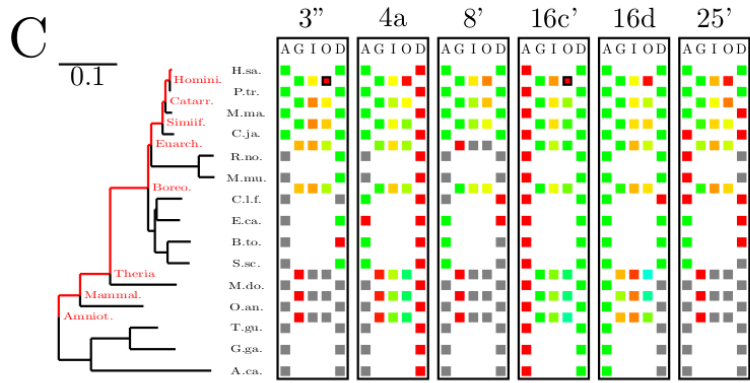 C
3” 4a 8’ 16c’ 16d 25’
A G I O D A G I O D A G I O D A G I O D A G I O D A G I O D
0.1
H.sa.
Homini.
P.tr.
Catarr.
M.ma.
Simiif.
C.ja.
Euarch.
R.no.
M.mu.
Boreo.
C.l.f.
E.ca.
B.to.
S.sc.
Theria
M.do.
Mammal.
O.an.
Amniot.
T.gu.
G.ga.
A.ca.